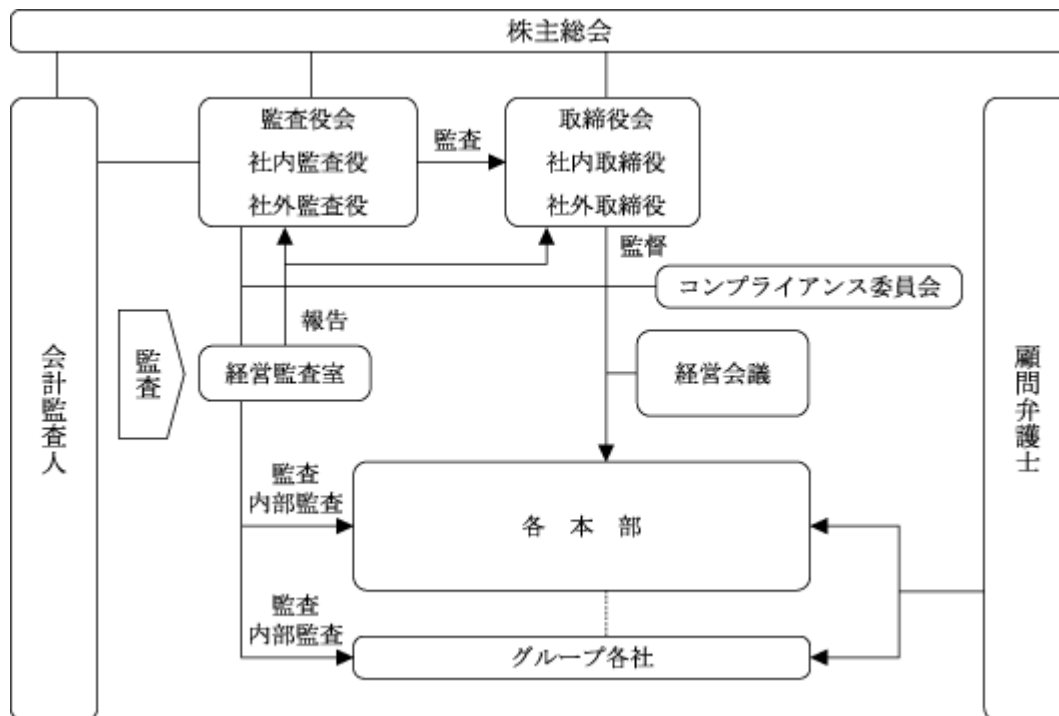 株主総会
監査役会
社内監査役
社外監査役
監査
取締役会
社内取締役
社外取締役
監督
コンプライアンス委員会
報告
会計監査人
監査
経営監査室
経営会議
顧問弁護士
監査
内部監査
各 本 部
監査
内部監査
グループ各社